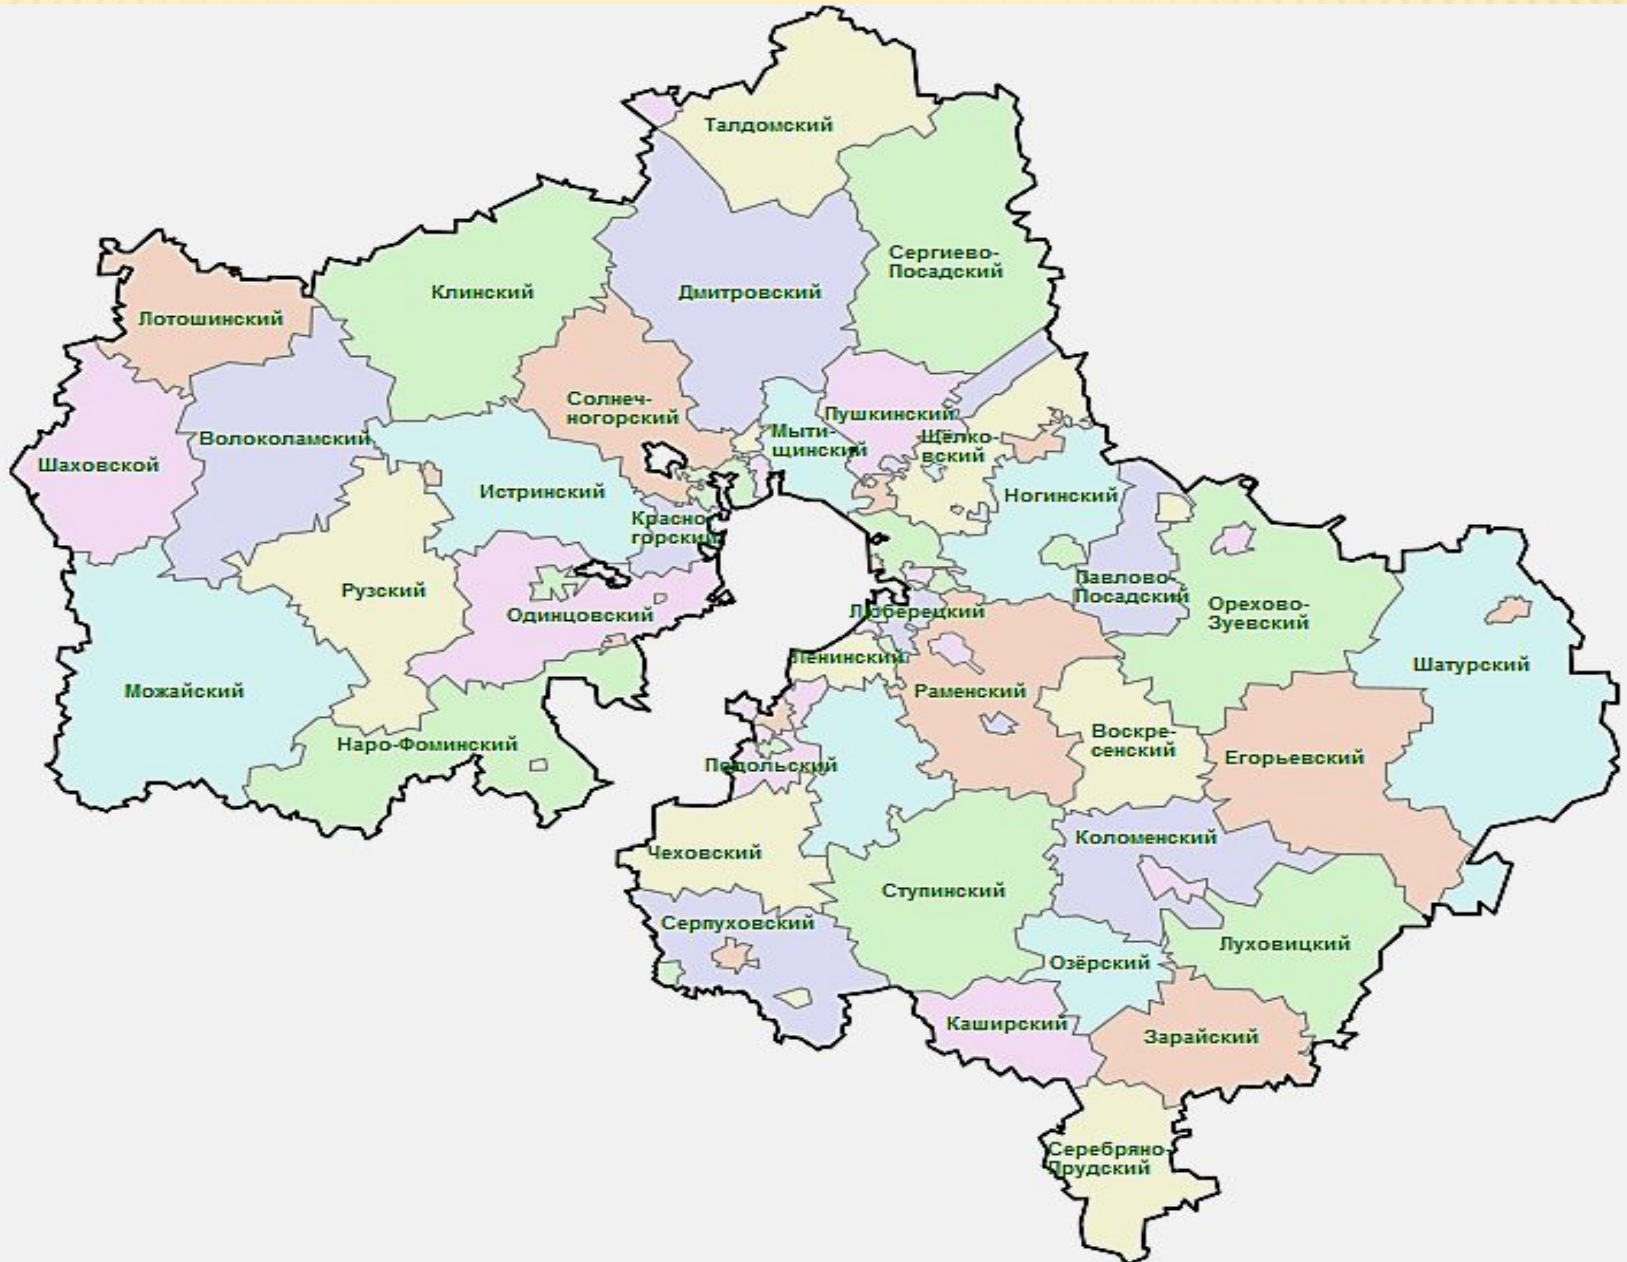 Талдомский
Сергиево-
Посадский
Клинский
Дмитровский
Лотошинский
Солнеч-
ногорский
Пушкинский
Мыти-
щинский
Щёлко-
вский
Волоколамский
Шаховской
Истринский
Ногинский
Красно-
горский
Павлово-
Посадский
Рузский
Одинцовский
Люберецкий
Орехово-
Зуевский
Ленинский
Шатурский
Можайский
Раменский
Наро-Фоминский
Воскре-
сенский
Подольский
Егорьевский
Коломенский
Чеховский
Ступинский
Серпуховский
Луховицкий
Озёрский
Каширский
Зарайский
Серебряно-
Прудский